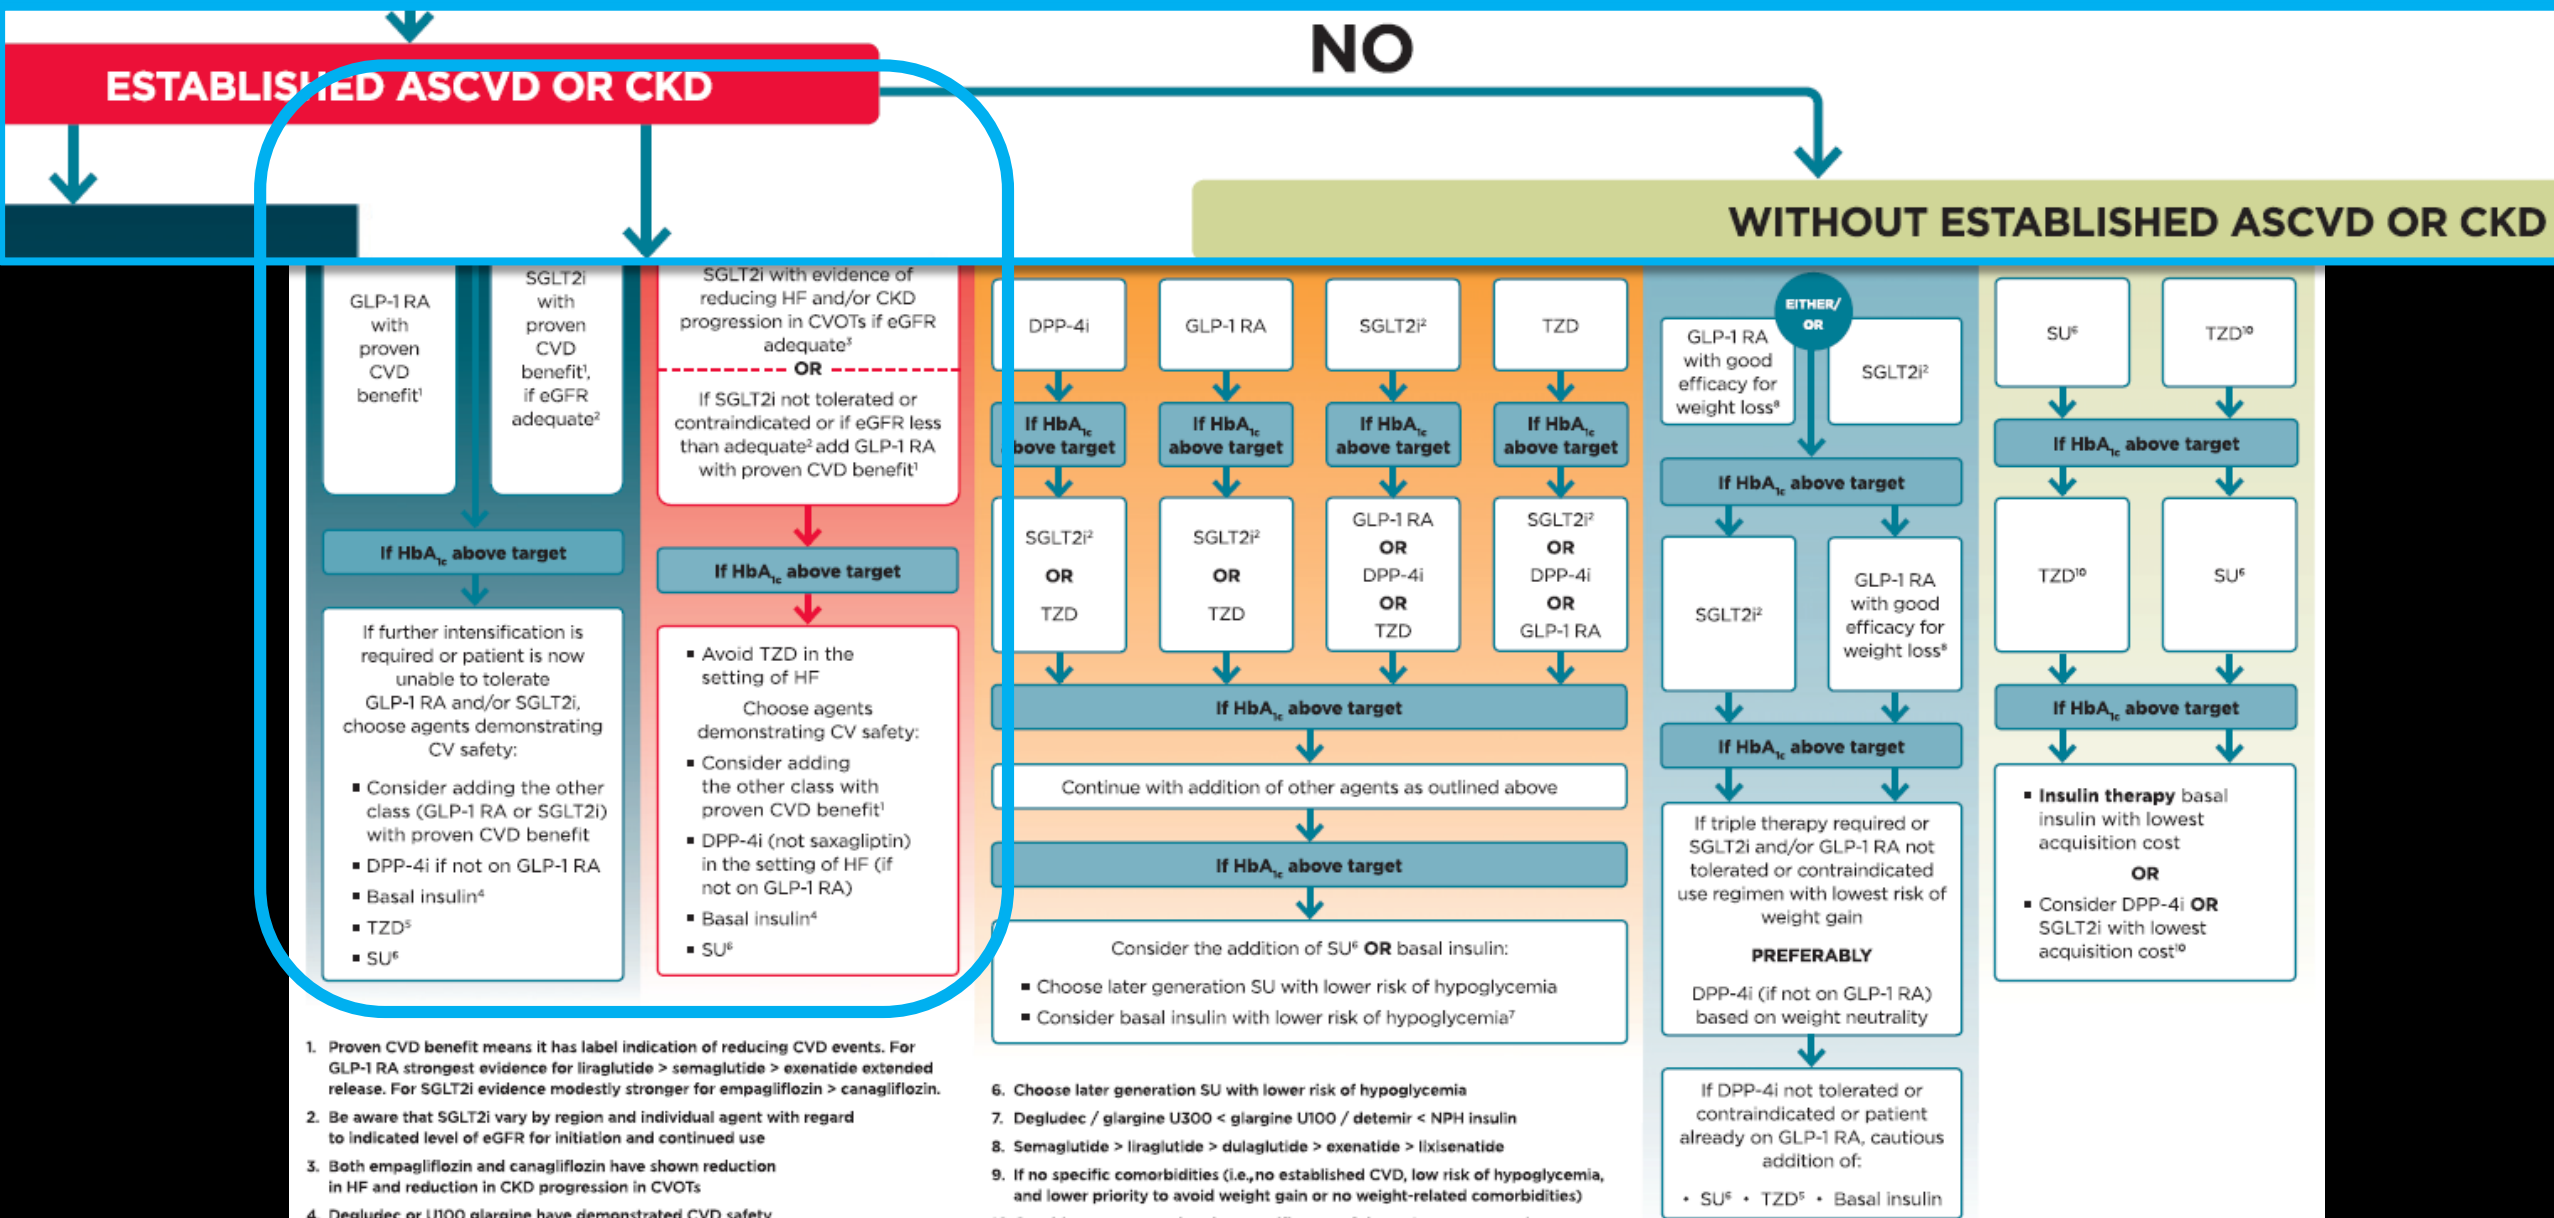 NO
ESTABLISHED ASCVD OR CKD
WITHOUT ESTABLISHED ASCVD OR CKD
GLP-1 RA
with
proven
CVD
benefit¹
SGLT2i
with
proven
CVD
benefit¹,
if eGFR
adequate²
If HbA₁c above target
If further intensification is
required or patient is now
unable to tolerate
GLP-1 RA and/or SGLT2i,
choose agents demonstrating
CV safety:
▪ Consider adding the other
class (GLP-1 RA or SGLT2i)
with proven CVD benefit
▪ DPP-4i if not on GLP-1 RA
▪ Basal insulin⁴
▪ TZD⁵
▪ SU⁶
SGLT2i with evidence of
reducing HF and/or CKD
progression in CVOTs if eGFR
adequate³
OR
If SGLT2i not tolerated or
contraindicated or if eGFR less
than adequate² add GLP-1 RA
with proven CVD benefit¹
If HbA₁c above target
▪ Avoid TZD in the
setting of HF
Choose agents
demonstrating CV safety:
▪ Consider adding
the other class with
proven CVD benefit¹
▪ DPP-4i (not saxagliptin)
in the setting of HF (if
not on GLP-1 RA)
▪ Basal insulin⁴
▪ SU⁶
DPP-4i
If HbA₁c
above target
SGLT2i²
OR
TZD
GLP-1 RA
If HbA₁c
above target
SGLT2i²
OR
TZD
SGLT2i²
If HbA₁c
above target
GLP-1 RA
OR
DPP-4i
OR
TZD
TZD
If HbA₁c
above target
SGLT2i²
OR
DPP-4i
OR
GLP-1 RA
If HbA₁c above target
Continue with addition of other agents as outlined above
If HbA₁c above target
Consider the addition of SU⁶ OR basal insulin:
▪ Choose later generation SU with lower risk of hypoglycemia
▪ Consider basal insulin with lower risk of hypoglycemia⁷
EITHER/
OR
GLP-1 RA
with good
efficacy for
weight loss⁸
SGLT2i²
If HbA₁c above target
SGLT2i²
GLP-1 RA
with good
efficacy for
weight loss⁸
If HbA₁c above target
If triple therapy required or
SGLT2i and/or GLP-1 RA not
tolerated or contraindicated
use regimen with lowest risk of
weight gain
PREFERABLY
DPP-4i (if not on GLP-1 RA)
based on weight neutrality
If DPP-4i not tolerated or
contraindicated or patient
already on GLP-1 RA, cautious
addition of:
• SU⁶ • TZD⁵ • Basal insulin
SU⁶
TZD¹⁰
If HbA₁c above target
TZD¹⁰
SU⁶
If HbA₁c above target
▪ Insulin therapy basal
insulin with lowest
acquisition cost
OR
▪ Consider DPP-4i OR
SGLT2i with lowest
acquisition cost¹⁰
1. Proven CVD benefit means it has label indication of reducing CVD events. For
GLP-1 RA strongest evidence for liraglutide > semaglutide > exenatide extended
release. For SGLT2i evidence modestly stronger for empagliflozin > canagliflozin.
2. Be aware that SGLT2i vary by region and individual agent with regard
to indicated level of eGFR for initiation and continued use
3. Both empagliflozin and canagliflozin have shown reduction
in HF and reduction in CKD progression in CVOTs
4. Degludec or U100 glargine have demonstrated CVD safety
6. Choose later generation SU with lower risk of hypoglycemia
7. Degludec / glargine U300 < glargine U100 / detemir < NPH insulin
8. Semaglutide > liraglutide > dulaglutide > exenatide > lixisenatide
9. If no specific comorbidities (i.e., no established CVD, low risk of hypoglycemia,
and lower priority to avoid weight gain or no weight-related comorbidities)